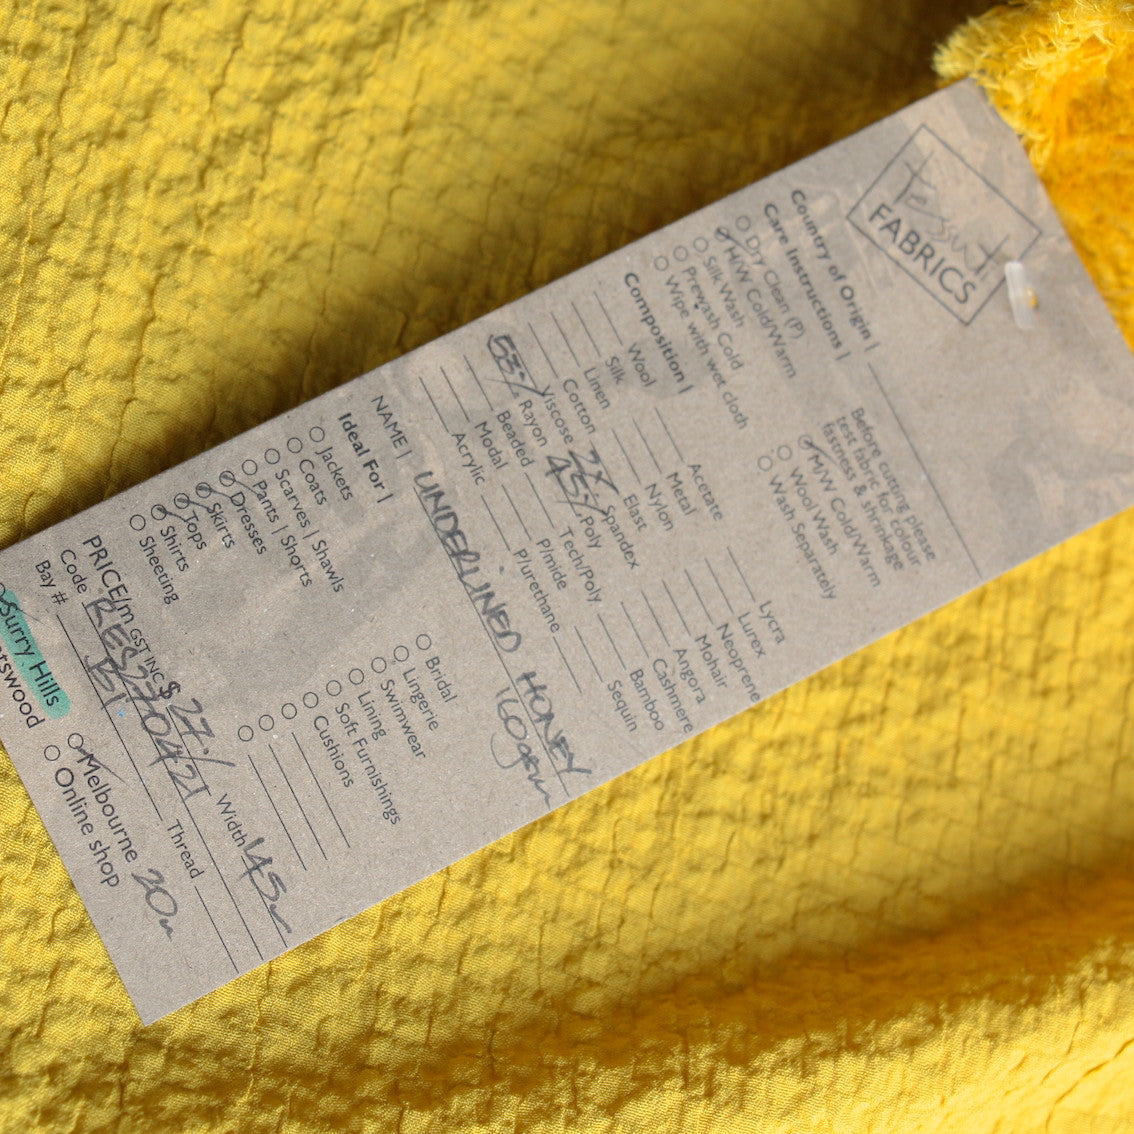 Tessuti
FABRICS
Country of Origin |
Care Instructions |
Dry Clean (P)
H/W Cold/Warm
Silk Wash
Prewash Cold
Wipe with wet cloth
Before cutting please
test fabric for colour
fastness & shrinkage
M/W Cold/Warm
Wool Wash
Wash Separately
Composition |
Wool Acetate Lycra
Silk Metal Lurex
Linen Nylon Neoprene
Cotton Elast Mohair
Viscose 2% Spandex Angora
53% Rayon 45% Poly Cashmere
Beaded Tech/Poly Bamboo
Modal P/mide Sequin
Acrylic P/urethane
NAME | UNDERLINED HONEY
160gsm
Ideal For |
Jackets
Coats
Scarves | Shawls
Pants | Shorts
Dresses
Skirts
Tops
Shirts
Sheeting
Bridal
Lingerie
Swimwear
Lining
Soft Furnishings
Cushions
PRICE/m GST INC $ 27/ Width 145
Code RES270421
Bay # B1 Thread
Surry Hills
Melbourne 20m
Online shop